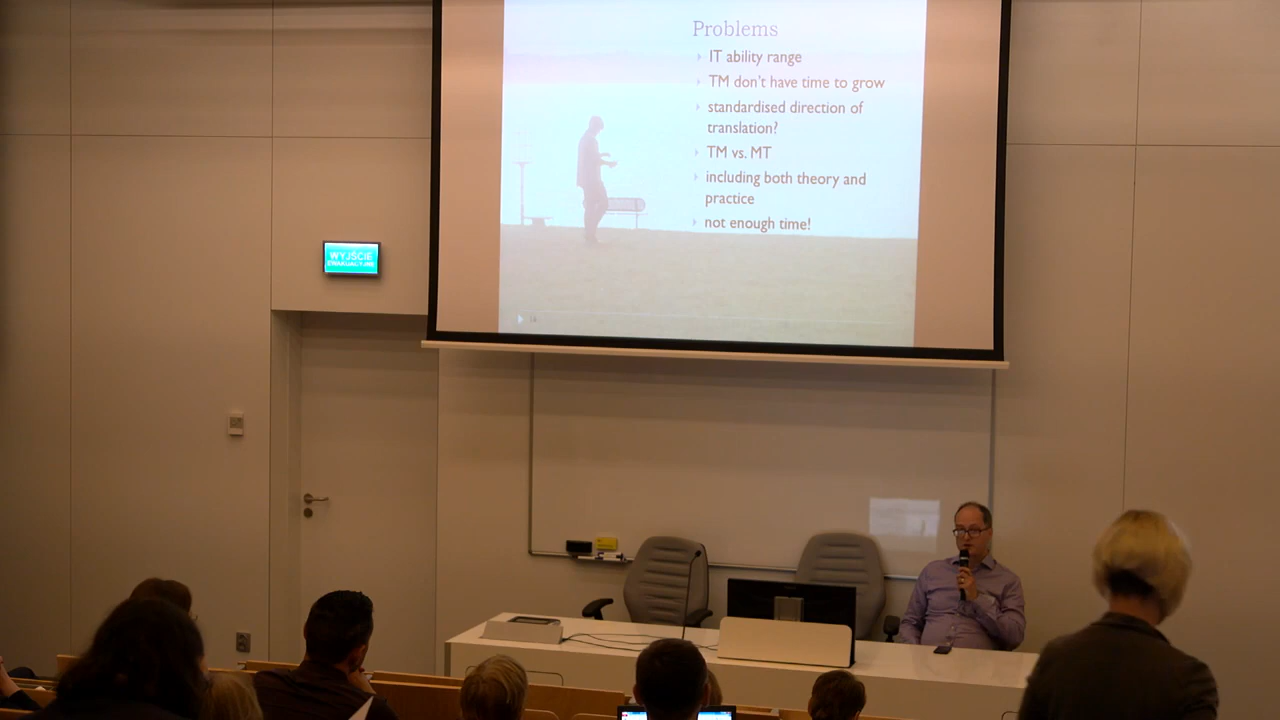 Problems
IT ability range
TM don't have time to grow
standardised direction of
translation?
TM vs. MT
including both theory and
practice
not enough time!
WYJŚCIE
EWAKUACYJNE